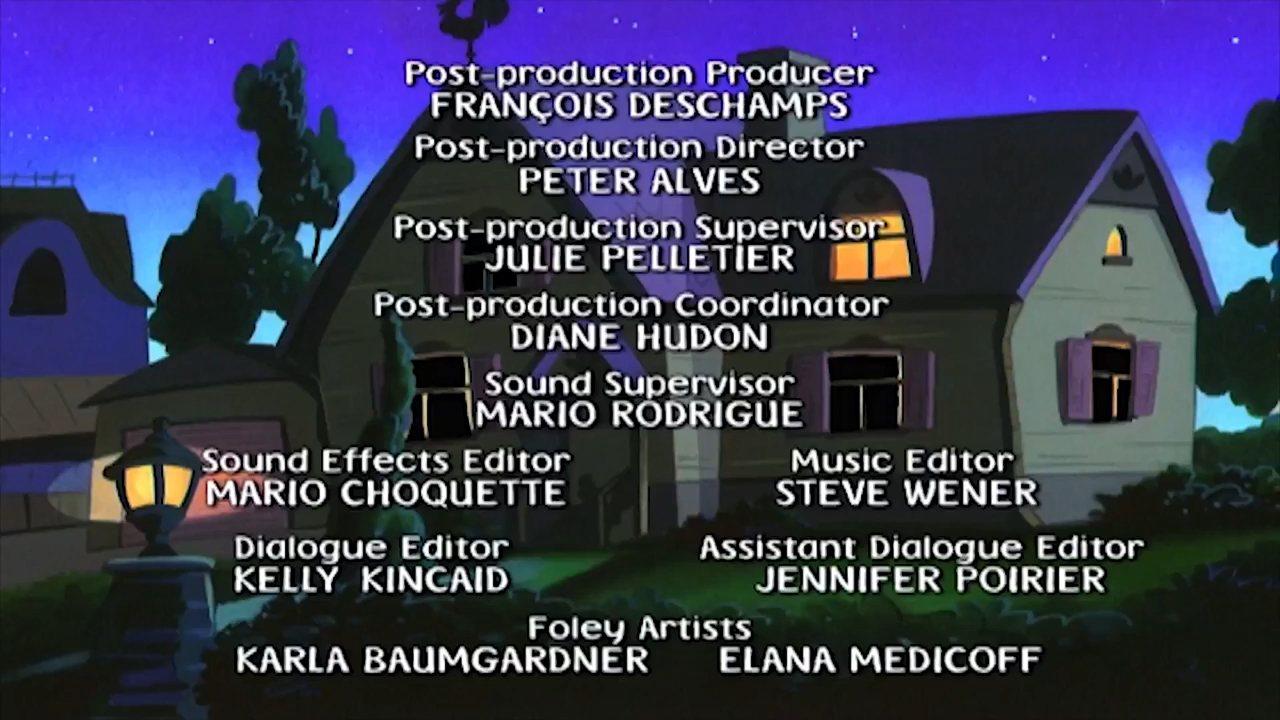 Post-production Producer
FRANÇOIS DESCHAMPS
Post-production Director
PETER ALVES
Post-production Supervisor
JULIE PELLETIER
Post-production Coordinator
DIANE HUDON
Sound Supervisor
MARIO RODRIGUE
Sound Effects Editor
MARIO CHOQUETTE
Music Editor
STEVE WENER
Dialogue Editor
KELLY KINCAID
Assistant Dialogue Editor
JENNIFER POIRIER
Foley Artists
KARLA BAUMGARDNER ELANA MEDICOFF